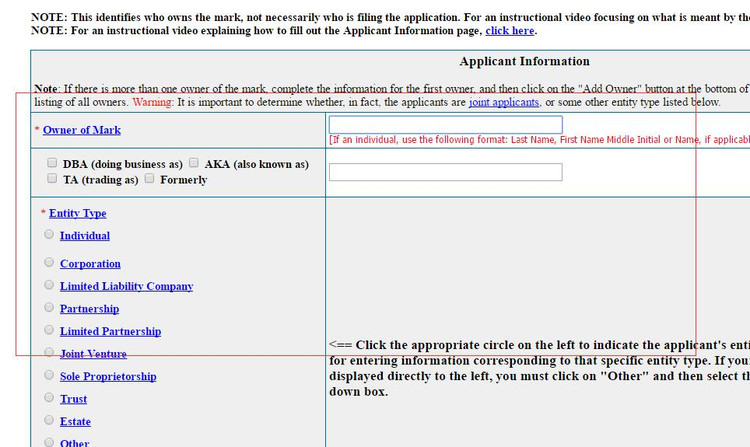 NOTE: This identifies who owns the mark, not necessarily who is filing the application. For an instructional video focusing on what is meant by the
NOTE: For an instructional video explaining how to fill out the Applicant Information page, click here.
Applicant Information
Note: If there is more than one owner of the mark, complete the information for the first owner, and then click on the "Add Owner" button at the bottom of
listing of all owners. Warning: It is important to determine whether, in fact, the applicants are joint applicants, or some other entity type listed below.
* Owner of Mark
[If an individual, use the following format: Last Name, First Name Middle Initial or Name, if applicabl
DBA (doing business as) AKA (also known as)
TA (trading as) Formerly
* Entity Type
Individual
Corporation
Limited Liability Company
Partnership
Limited Partnership
Joint Venture
<== Click the appropriate circle on the left to indicate the applicant's enti
for entering information corresponding to that specific entity type. If your
Sole Proprietorship
displayed directly to the left, you must click on "Other" and then select th
down box.
Trust
Estate
Other